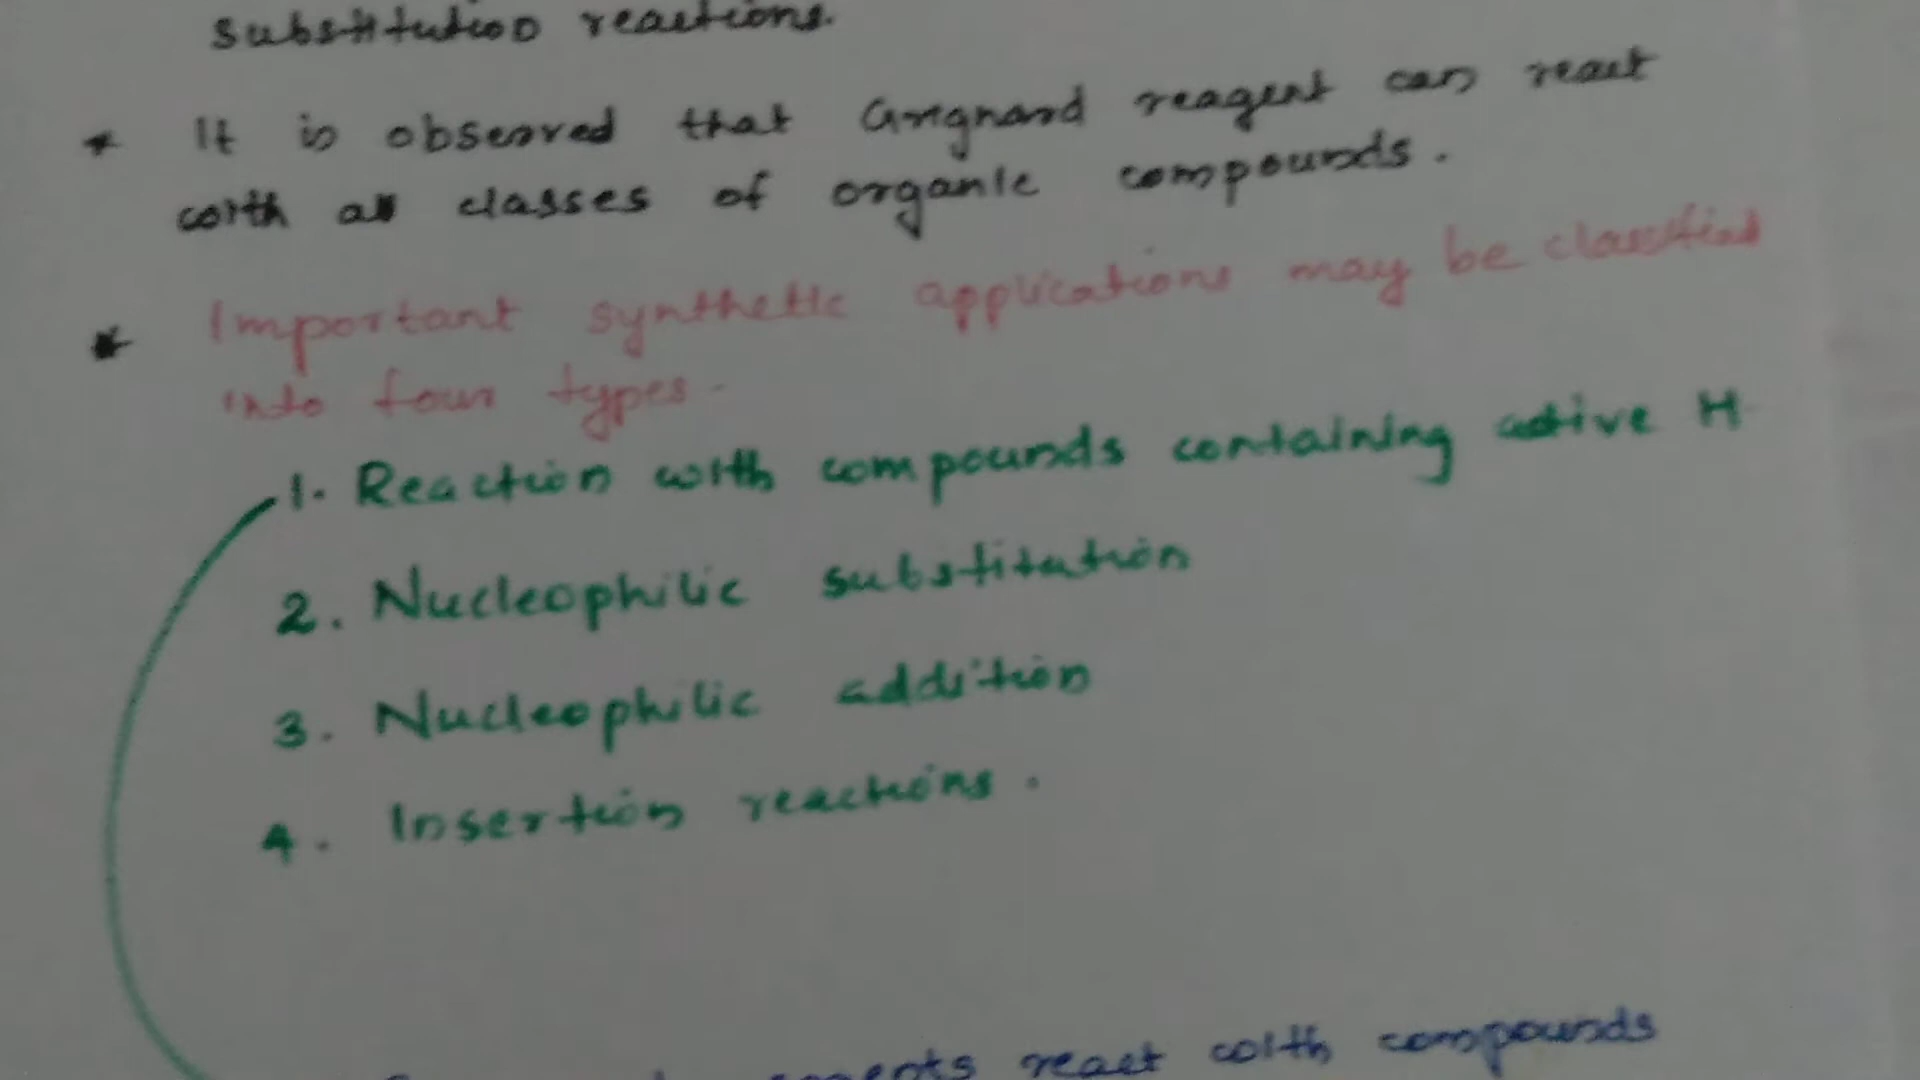 substitution reactions.
* It is observed that Grignard reagent can react
with all classes of organic compounds.
* Important synthetic applications may be classified
into four types.
1. Reaction with compounds containing active H
2. Nucleophilic substitution
3. Nucleophilic addition
4. Insertion reactions.
react with compounds